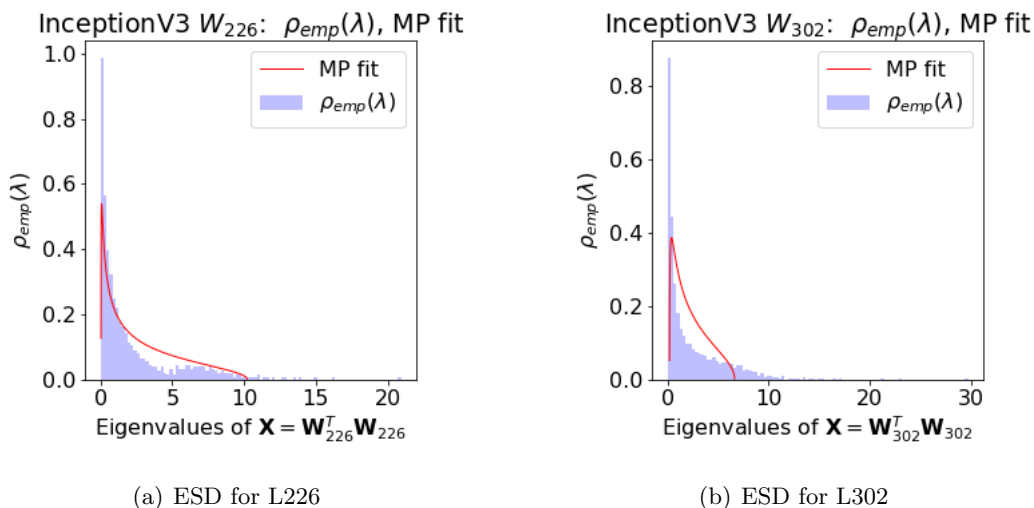 InceptionV3 W₂₂₆: ρₑₘₚ(λ), MP fit
1.0
0.8
0.6
0.4
0.2
0.0
ρₑₘₚ(λ)
MP fit
ρₑₘₚ(λ)
0 5 10 15 20
Eigenvalues of X = W₂₂₆ᵀW₂₂₆
(a) ESD for L226
InceptionV3 W₃₀₂: ρₑₘₚ(λ), MP fit
0.8
0.6
0.4
0.2
0.0
ρₑₘₚ(λ)
MP fit
ρₑₘₚ(λ)
0 10 20 30
Eigenvalues of X = W₃₀₂ᵀW₃₀₂
(b) ESD for L302